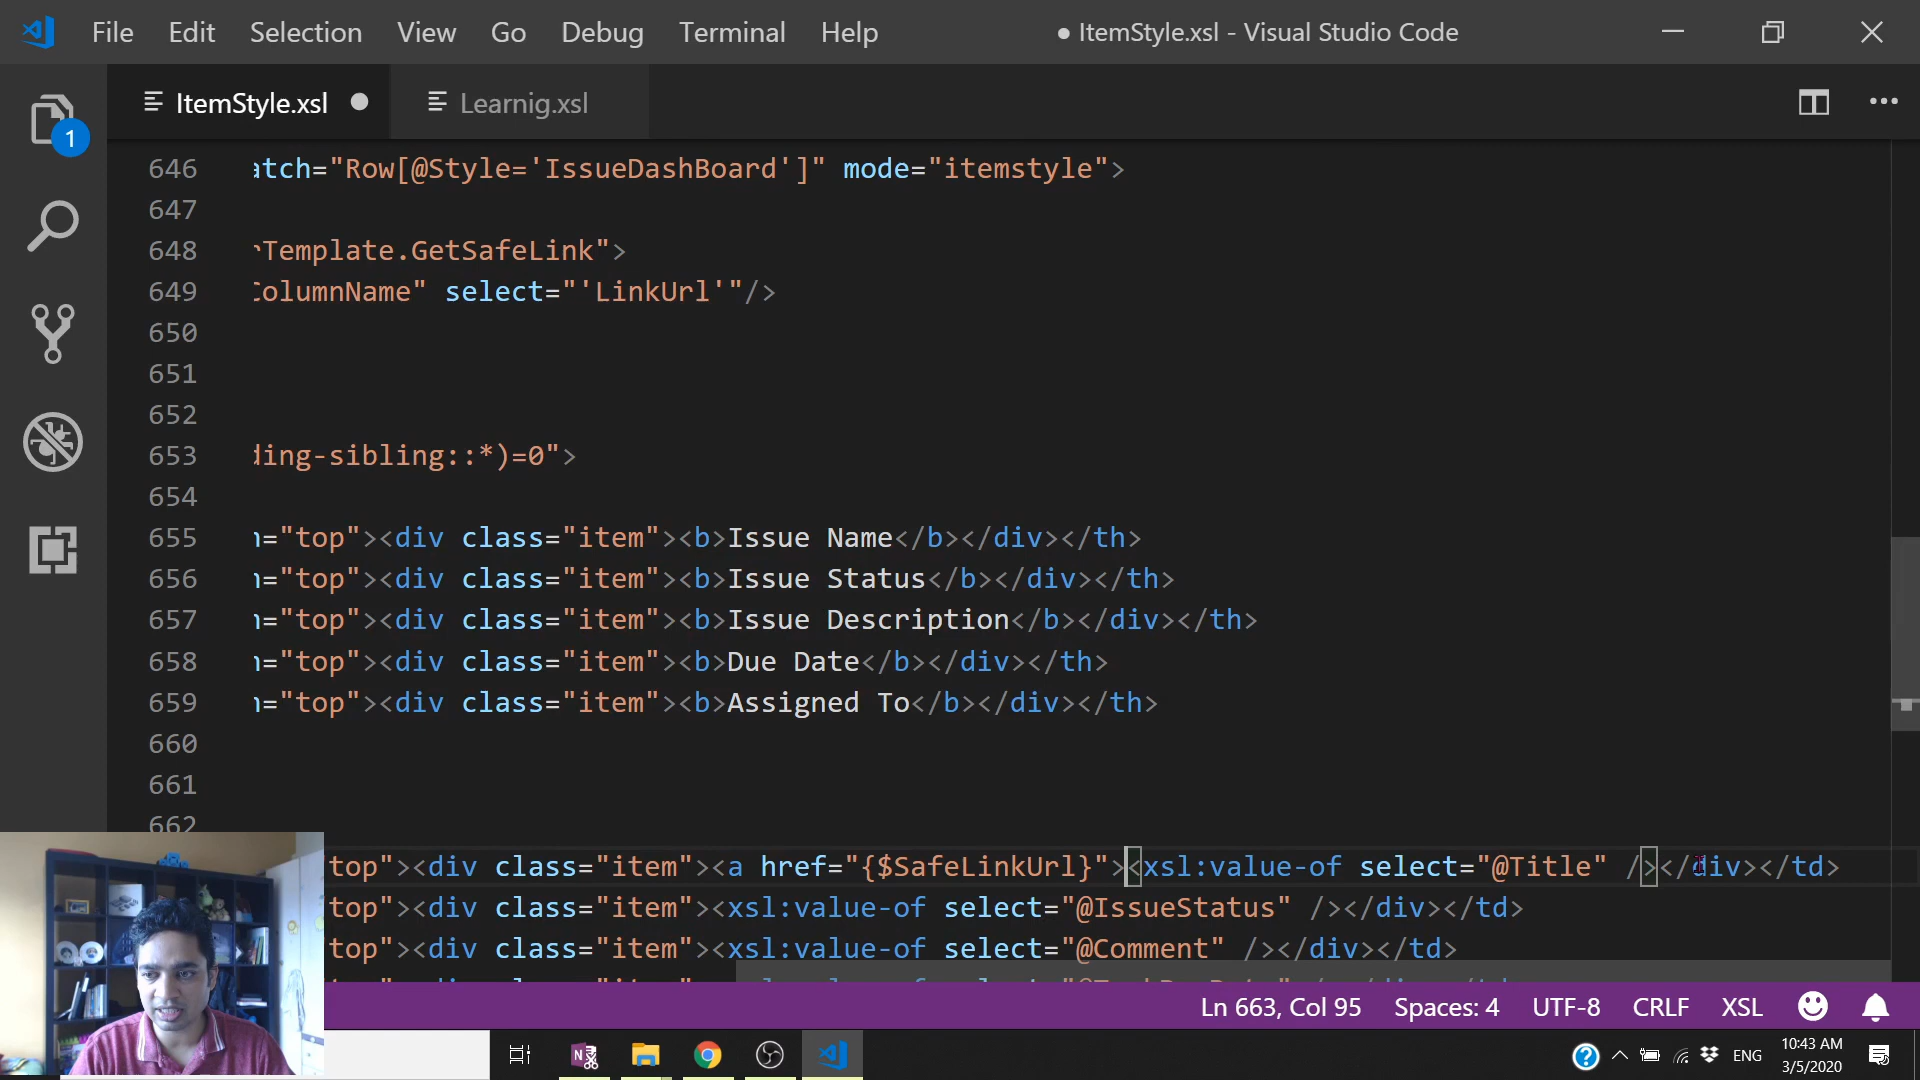 File Edit Selection View Go Debug Terminal Help ● ItemStyle.xsl - Visual Studio Code
ItemStyle.xsl Learnig.xsl
1
646 atch="Row[@Style='IssueDashBoard']" mode="itemstyle">
647
648 rTemplate.GetSafeLink">
649 ColumnName" select="'LinkUrl'"/>
650
651
652
653 ding-sibling::*)=0">
654
655 n="top"><div class="item"><b>Issue Name</b></div></th>
656 n="top"><div class="item"><b>Issue Status</b></div></th>
657 n="top"><div class="item"><b>Issue Description</b></div></th>
658 n="top"><div class="item"><b>Due Date</b></div></th>
659 n="top"><div class="item"><b>Assigned To</b></div></th>
660
661
662
"top"><div class="item"><a href="{$SafeLinkUrl}"><xsl:value-of select="@Title" /></div></td>
"top"><div class="item"><xsl:value-of select="@IssueStatus" /></div></td>
"top"><div class="item"><xsl:value-of select="@Comment" /></div></td>
Ln 663, Col 95 Spaces: 4 UTF-8 CRLF XSL
ENG 10:43 AM
3/5/2020